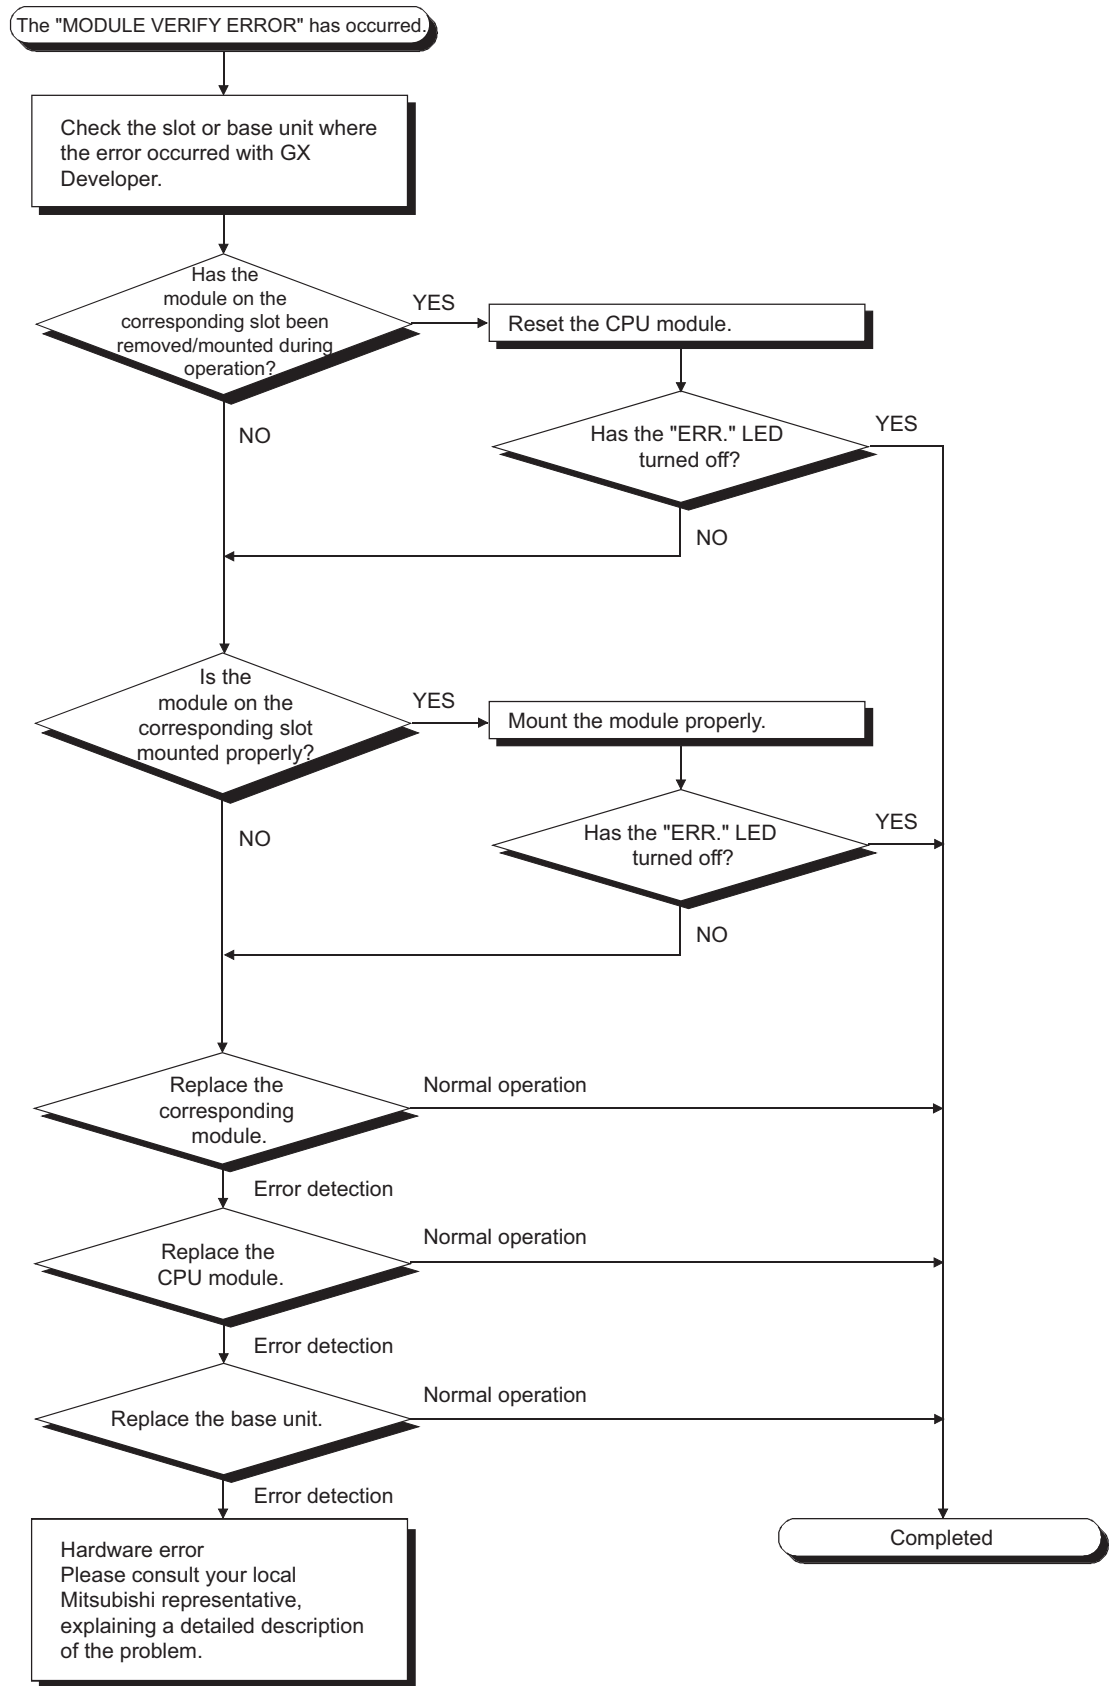 The "MODULE VERIFY ERROR" has occurred.
Check the slot or base unit where
the error occurred with GX
Developer.
Has the
module on the
corresponding slot been
removed/mounted during
operation?
YES
Reset the CPU module.
NO
Has the "ERR." LED
turned off?
YES
NO
Is the
module on the
corresponding slot
mounted properly?
YES
Mount the module properly.
NO
Has the "ERR." LED
turned off?
YES
NO
Replace the
corresponding
module.
Normal operation
Error detection
Replace the
CPU module.
Normal operation
Error detection
Replace the base unit.
Normal operation
Error detection
Hardware error
Please consult your local
Mitsubishi representative,
explaining a detailed description
of the problem.
Completed